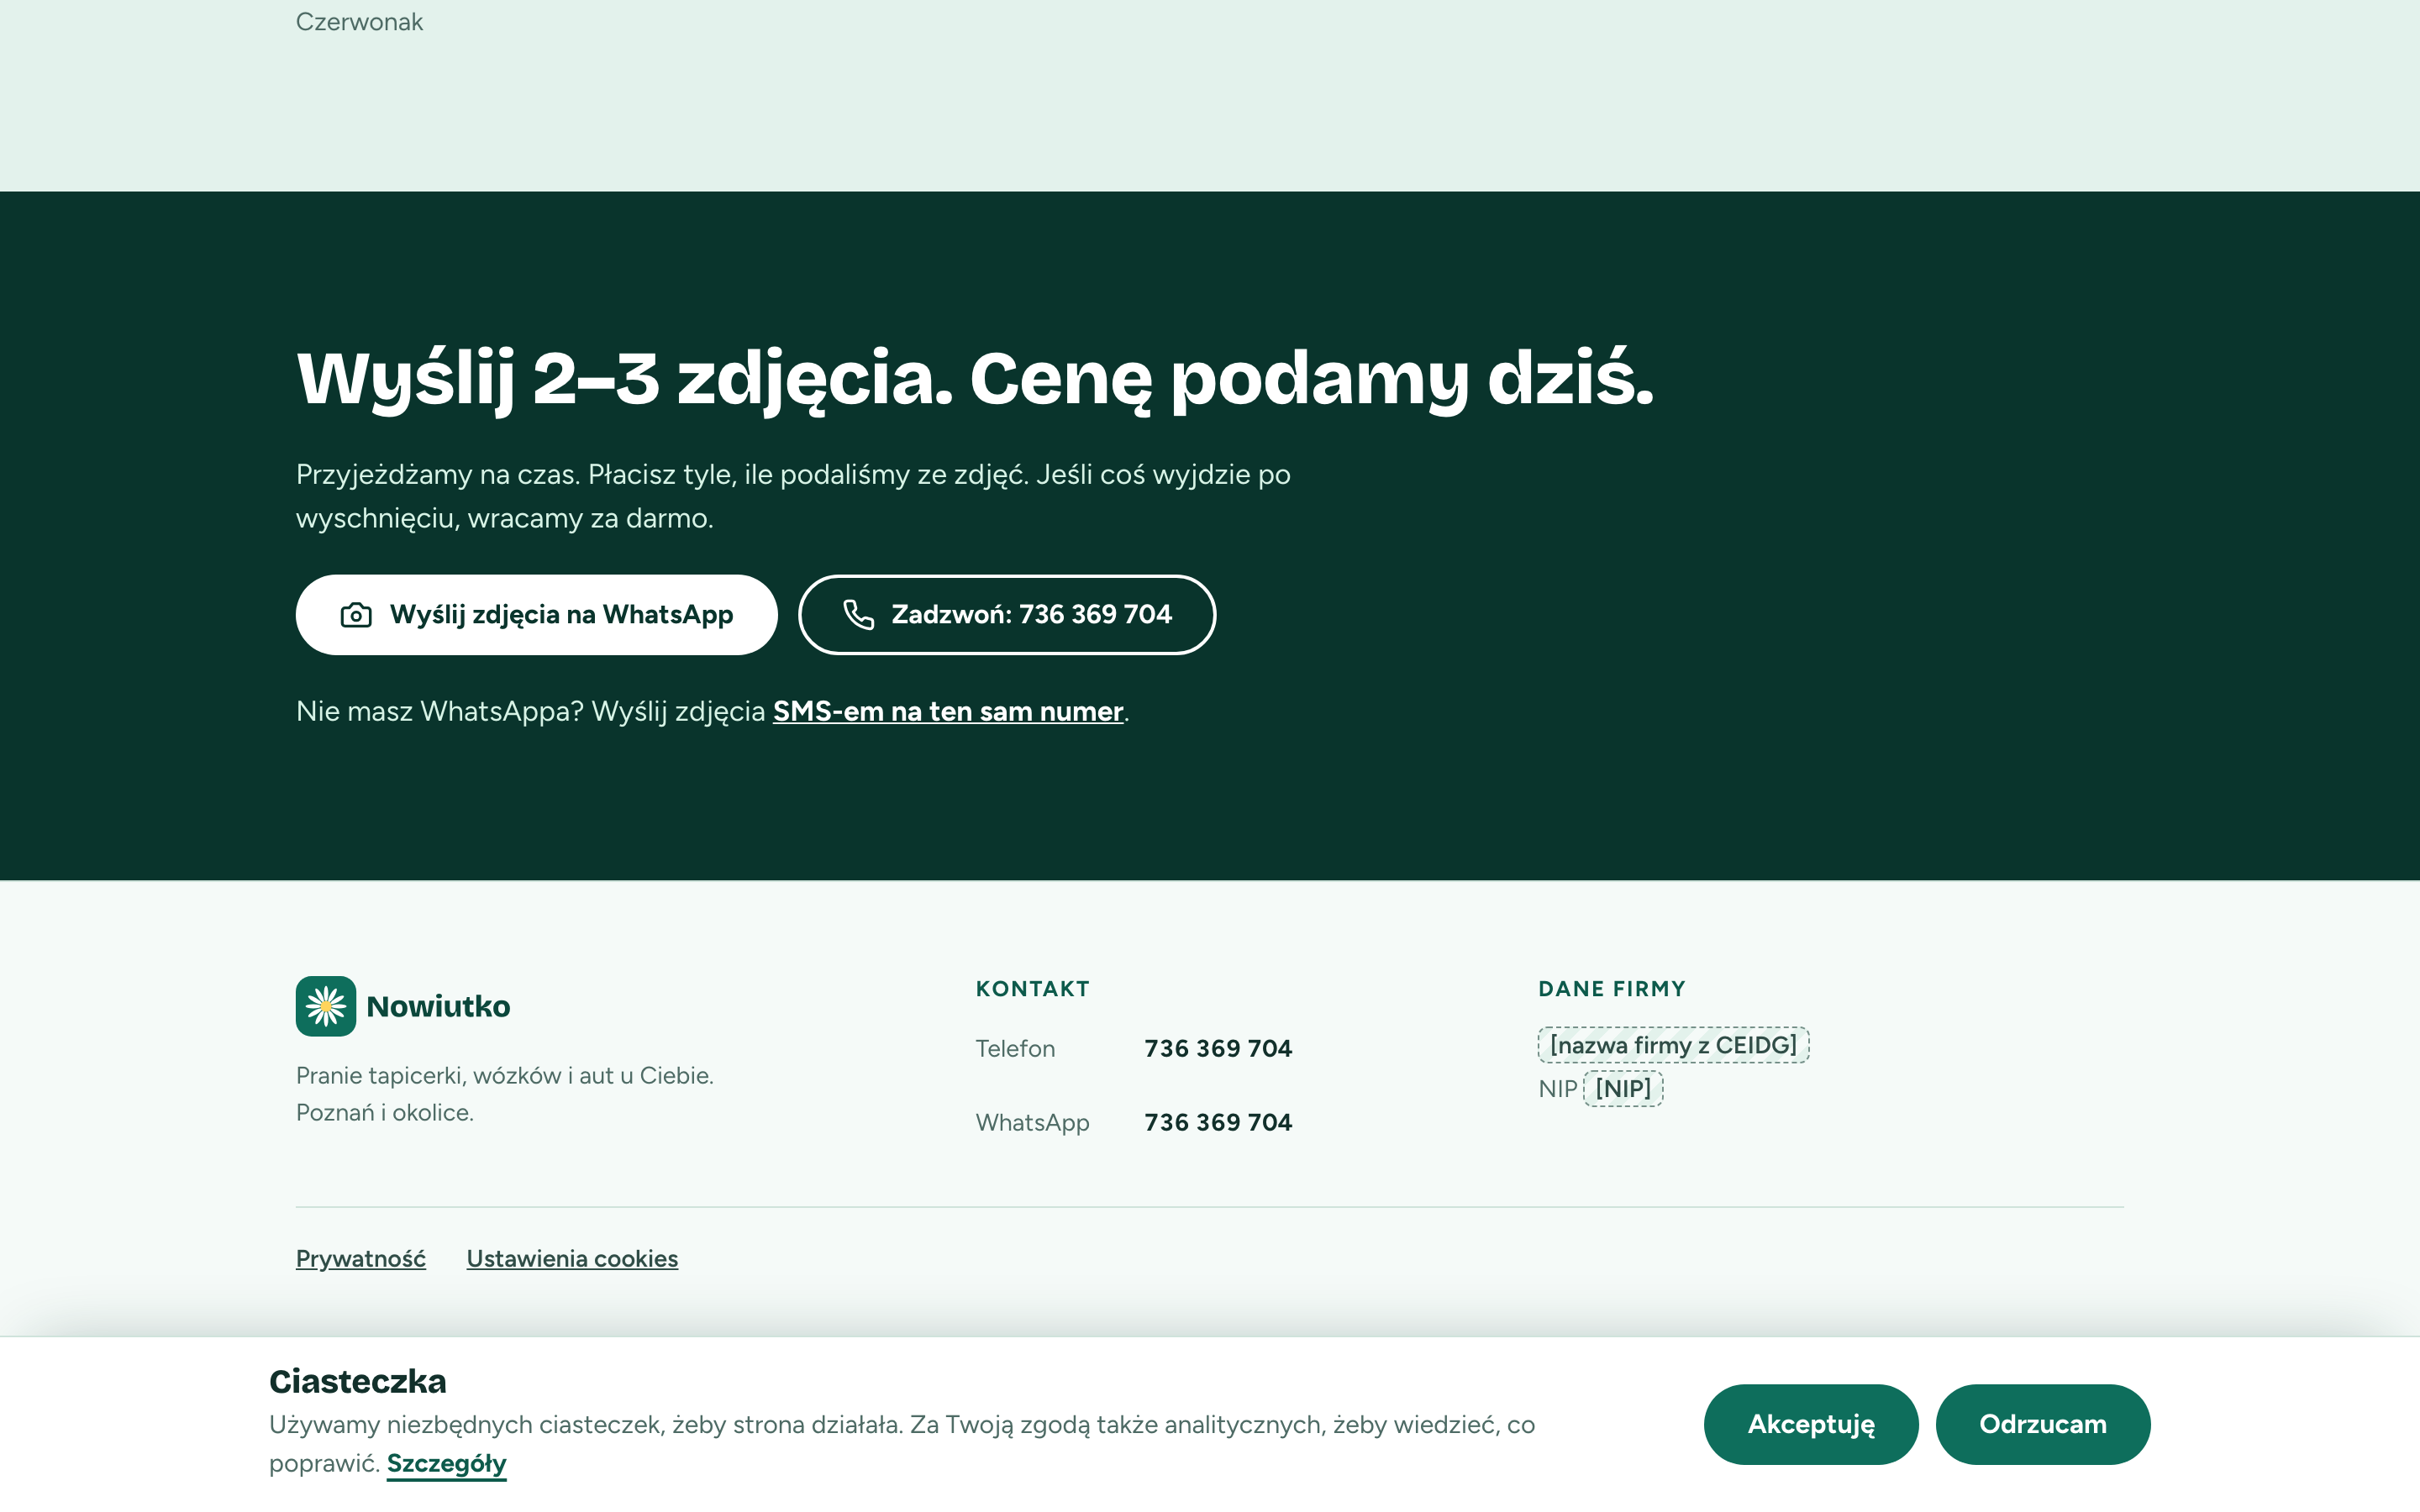 Czerwonak
Wyślij 2–3 zdjęcia. Cenę podamy dziś.
Przyjeżdżamy na czas. Płacisz tyle, ile podaliśmy ze zdjęć. Jeśli coś wyjdzie po
wyschnięciu, wracamy za darmo.
Wyślij zdjęcia na WhatsApp
Zadzwoń: 736 369 704
Nie masz WhatsAppa? Wyślij zdjęcia SMS-em na ten sam numer.
Nowiutko
Pranie tapicerki, wózków i aut u Ciebie.
Poznań i okolice.
KONTAKT
Telefon 736 369 704
WhatsApp 736 369 704
DANE FIRMY
[nazwa firmy z CEIDG]
NIP [NIP]
Prywatność Ustawienia cookies
Ciasteczka
Używamy niezbędnych ciasteczek, żeby strona działała. Za Twoją zgodą także analitycznych, żeby wiedzieć, co
poprawić. Szczegóły
Akceptuję
Odrzucam